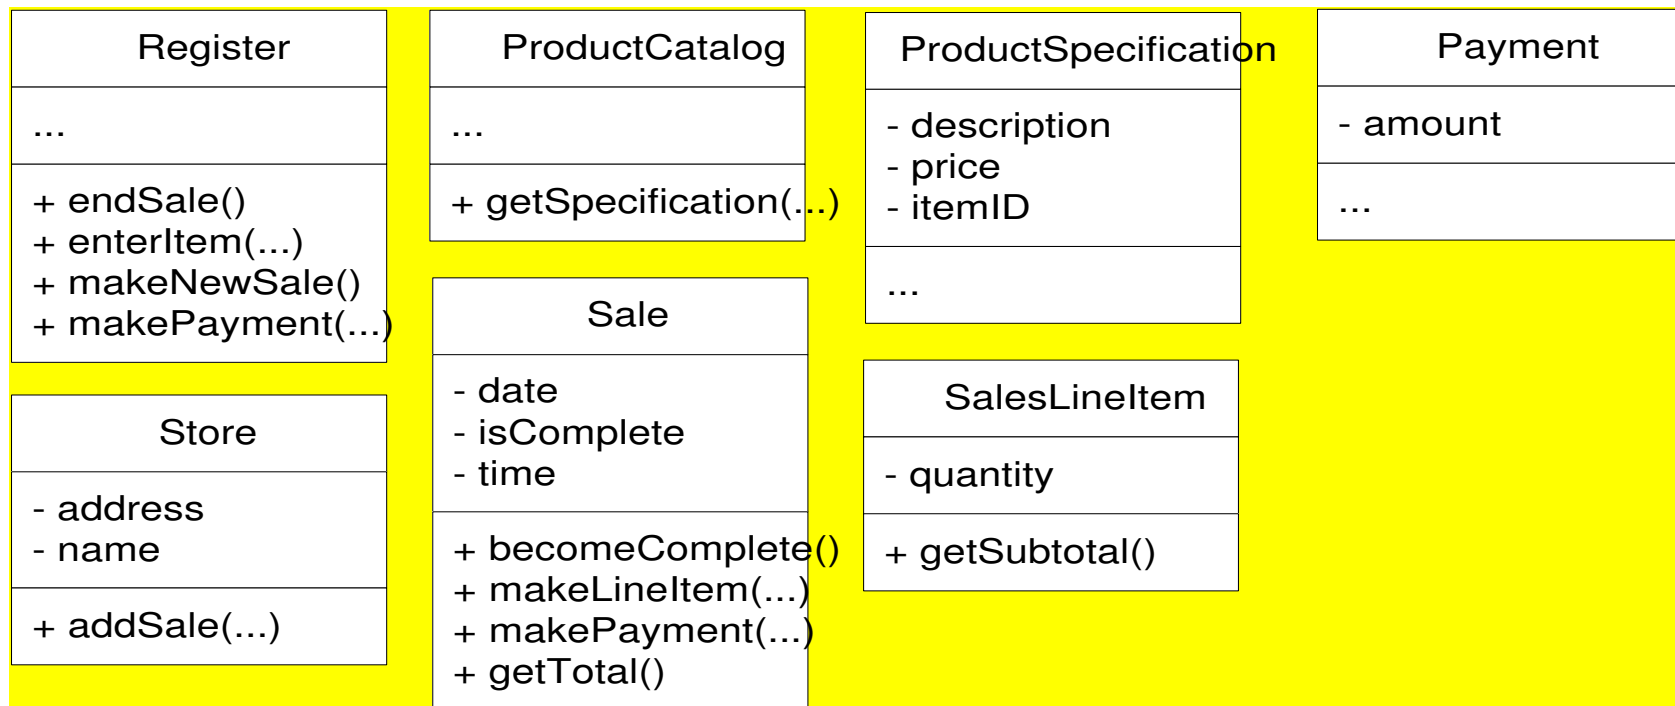 Register
...
+ endSale()
+ enterItem(...)
+ makeNewSale()
+ makePayment(...)
ProductCatalog
...
+ getSpecification(...)
ProductSpecification
- description
- price
- itemID
...
Payment
- amount
...
Store
- address
- name
+ addSale(...)
Sale
- date
- isComplete
- time
+ becomeComplete()
+ makeLineItem(...)
+ makePayment(...)
+ getTotal()
SalesLineItem
- quantity
+ getSubtotal()